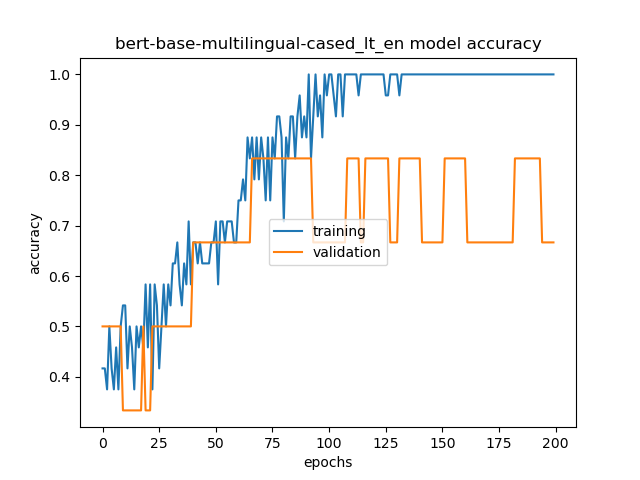 bert-base-multilingual-cased_lt_en model accuracy
accuracy
1.0
0.9
0.8
0.7
0.6
0.5
0.4
training
validation
0 25 50 75 100 125 150 175 200
epochs